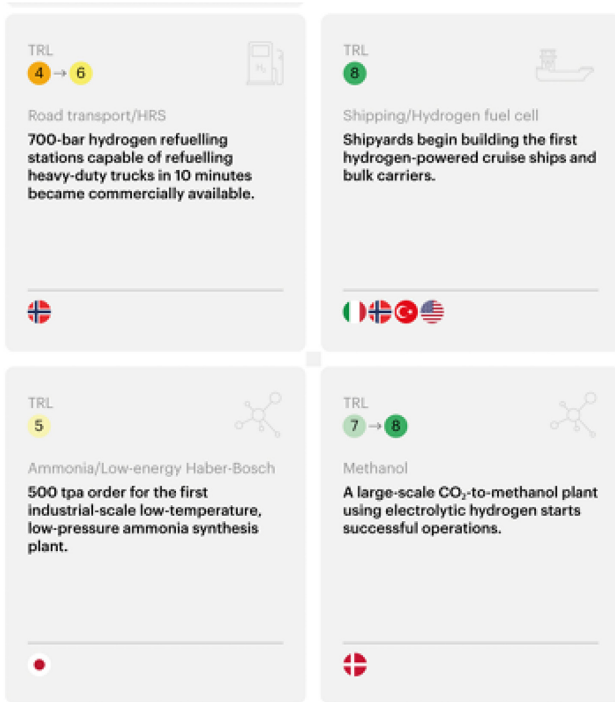 TRL
4 → 6
H₂
Road transport/HRS
700-bar hydrogen refuelling
stations capable of refuelling
heavy-duty trucks in 10 minutes
became commercially available.
TRL
8
Shipping/Hydrogen fuel cell
Shipyards begin building the first
hydrogen-powered cruise ships and
bulk carriers.
TRL
5
Ammonia/Low-energy Haber-Bosch
500 tpa order for the first
industrial-scale low-temperature,
low-pressure ammonia synthesis
plant.
TRL
7 → 8
Methanol
A large-scale CO₂-to-methanol plant
using electrolytic hydrogen starts
successful operations.